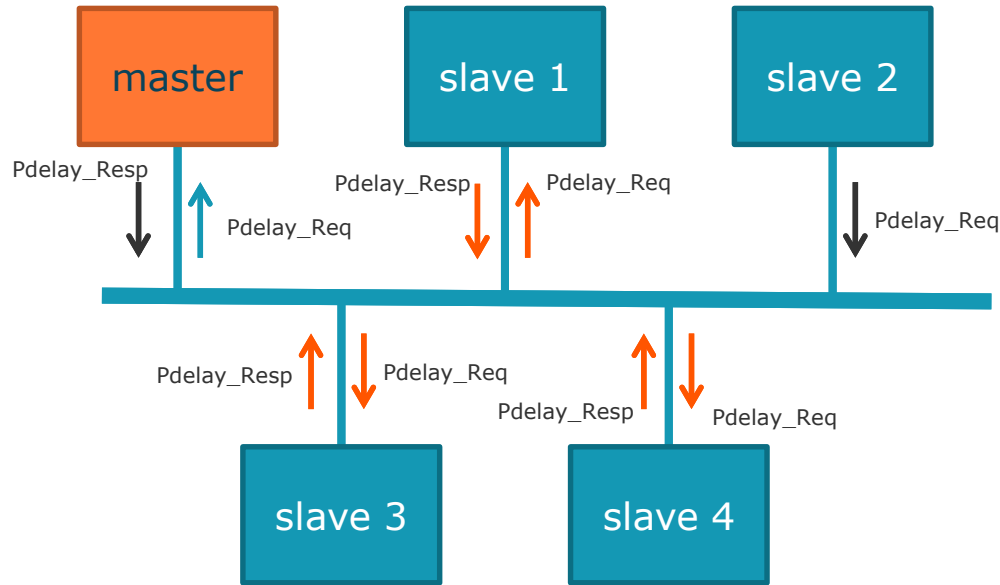 master
slave 1
slave 2
Pdelay_Resp
Pdelay_Req
Pdelay_Resp
Pdelay_Req
Pdelay_Req
Pdelay_Resp
Pdelay_Req
Pdelay_Resp
Pdelay_Req
slave 3
slave 4